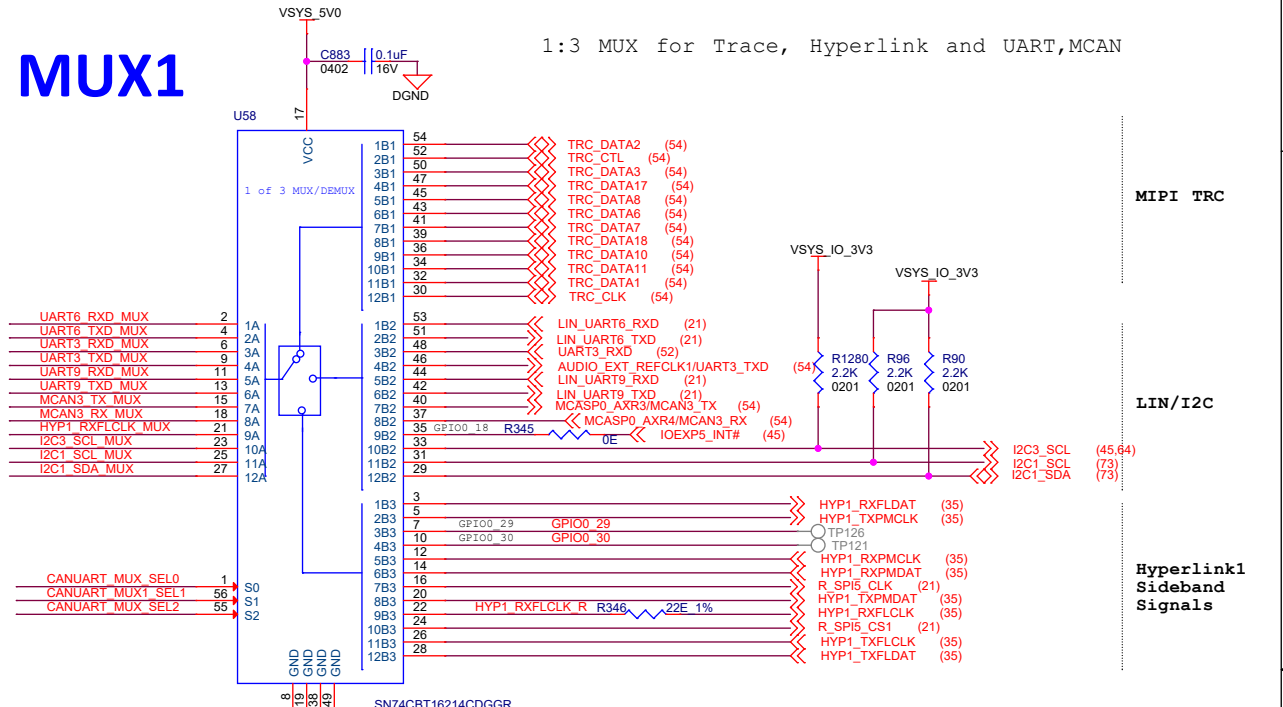 VSYS_5V0
MUX1
1:3 MUX for Trace, Hyperlink and UART,MCAN
C883 0.1uF
0402 16V
DGND
U58
17
VCC
1 of 3 MUX/DEMUX
1B1 54 TRC_DATA2 (54)
2B1 52 TRC_CTL (54)
3B1 50 TRC_DATA3 (54)
4B1 47 TRC_DATA17 (54)
5B1 45 TRC_DATA8 (54)
6B1 43 TRC_DATA6 (54)
7B1 41 TRC_DATA7 (54)
8B1 39 TRC_DATA18 (54)
9B1 36 TRC_DATA10 (54)
10B1 34 TRC_DATA11 (54)
11B1 32 TRC_DATA1 (54)
12B1 30 TRC_CLK (54)
MIPI TRC
VSYS_IO_3V3
VSYS_IO_3V3
R1280 R96 R90
2.2K 2.2K 2.2K
0201 0201 0201
UART6_RXD_MUX 2 1A
UART6_TXD_MUX 4 2A
UART3_RXD_MUX 6 3A
UART3_TXD_MUX 9 4A
UART9_RXD_MUX 11 5A
UART9_TXD_MUX 13 6A
MCAN3_TX_MUX 15 7A
MCAN3_RX_MUX 18 8A
HYP1_RXFLCLK_MUX 21 9A
I2C3_SCL_MUX 23 10A
I2C1_SCL_MUX 25 11A
I2C1_SDA_MUX 27 12A
1B2 53 LIN_UART6_RXD (21)
2B2 51 LIN_UART6_TXD (21)
3B2 48 UART3_RXD (52)
4B2 46 AUDIO_EXT_REFCLK1/UART3_TXD (54)
5B2 44 LIN_UART9_RXD (21)
6B2 42 LIN_UART9_TXD (21)
7B2 40 MCASP0_AXR3/MCAN3_TX (54)
8B2 37 MCASP0_AXR4/MCAN3_RX (54)
9B2 35 GPIO0_18 R345 0E IOEXP5_INT# (45)
10B2 33 I2C3_SCL (45,64)
11B2 31 I2C1_SCL (73)
12B2 29 I2C1_SDA (73)
LIN/I2C
1B3 3 HYP1_RXFLDAT (35)
2B3 5 HYP1_TXPMCLK (35)
3B3 7 GPIO0_29 GPIO0_29 TP126
4B3 10 GPIO0_30 GPIO0_30 TP121
5B3 12 HYP1_RXPMCLK (35)
6B3 14 HYP1_RXPMDAT (35)
7B3 16 R_SPI5_CLK (21)
8B3 20 HYP1_TXPMDAT (35)
9B3 22 HYP1_RXFLCLK_R R346 22E_1% HYP1_RXFLCLK (35)
10B3 24 R_SPI5_CS1 (21)
11B3 26 HYP1_TXFLCLK (35)
12B3 28 HYP1_TXFLDAT (35)
Hyperlink1
Sideband
Signals
CANUART_MUX_SEL0 1 S0
CANUART_MUX1_SEL1 56 S1
CANUART_MUX_SEL2 55 S2
GND GND GND GND
8 19 38 49
SN74CBT16214CDGGR